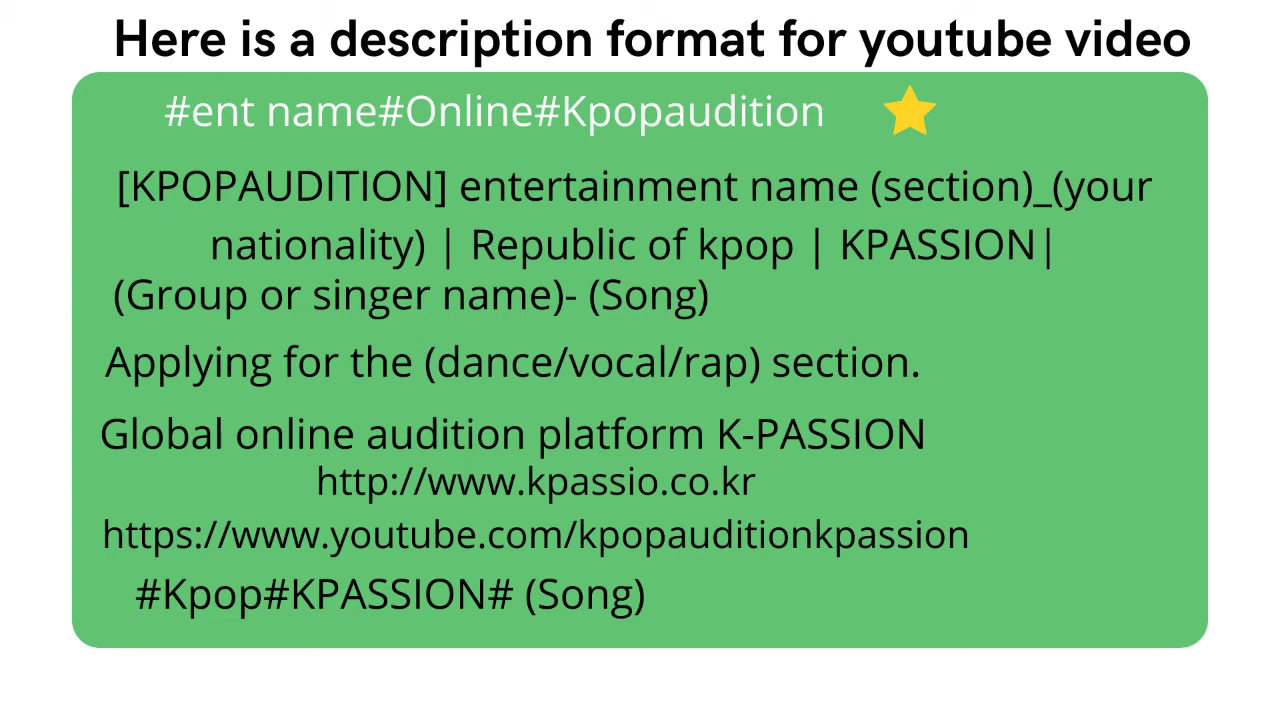 Here is a description format for youtube video
#ent name#Online#Kpopaudition
[KPOPAUDITION] entertainment name (section)_(your
nationality) | Republic of kpop | KPASSION|
(Group or singer name)- (Song)
Applying for the (dance/vocal/rap) section.
Global online audition platform K-PASSION
http://www.kpassio.co.kr
https://www.youtube.com/kpopauditionkpassion
#Kpop#KPASSION# (Song)